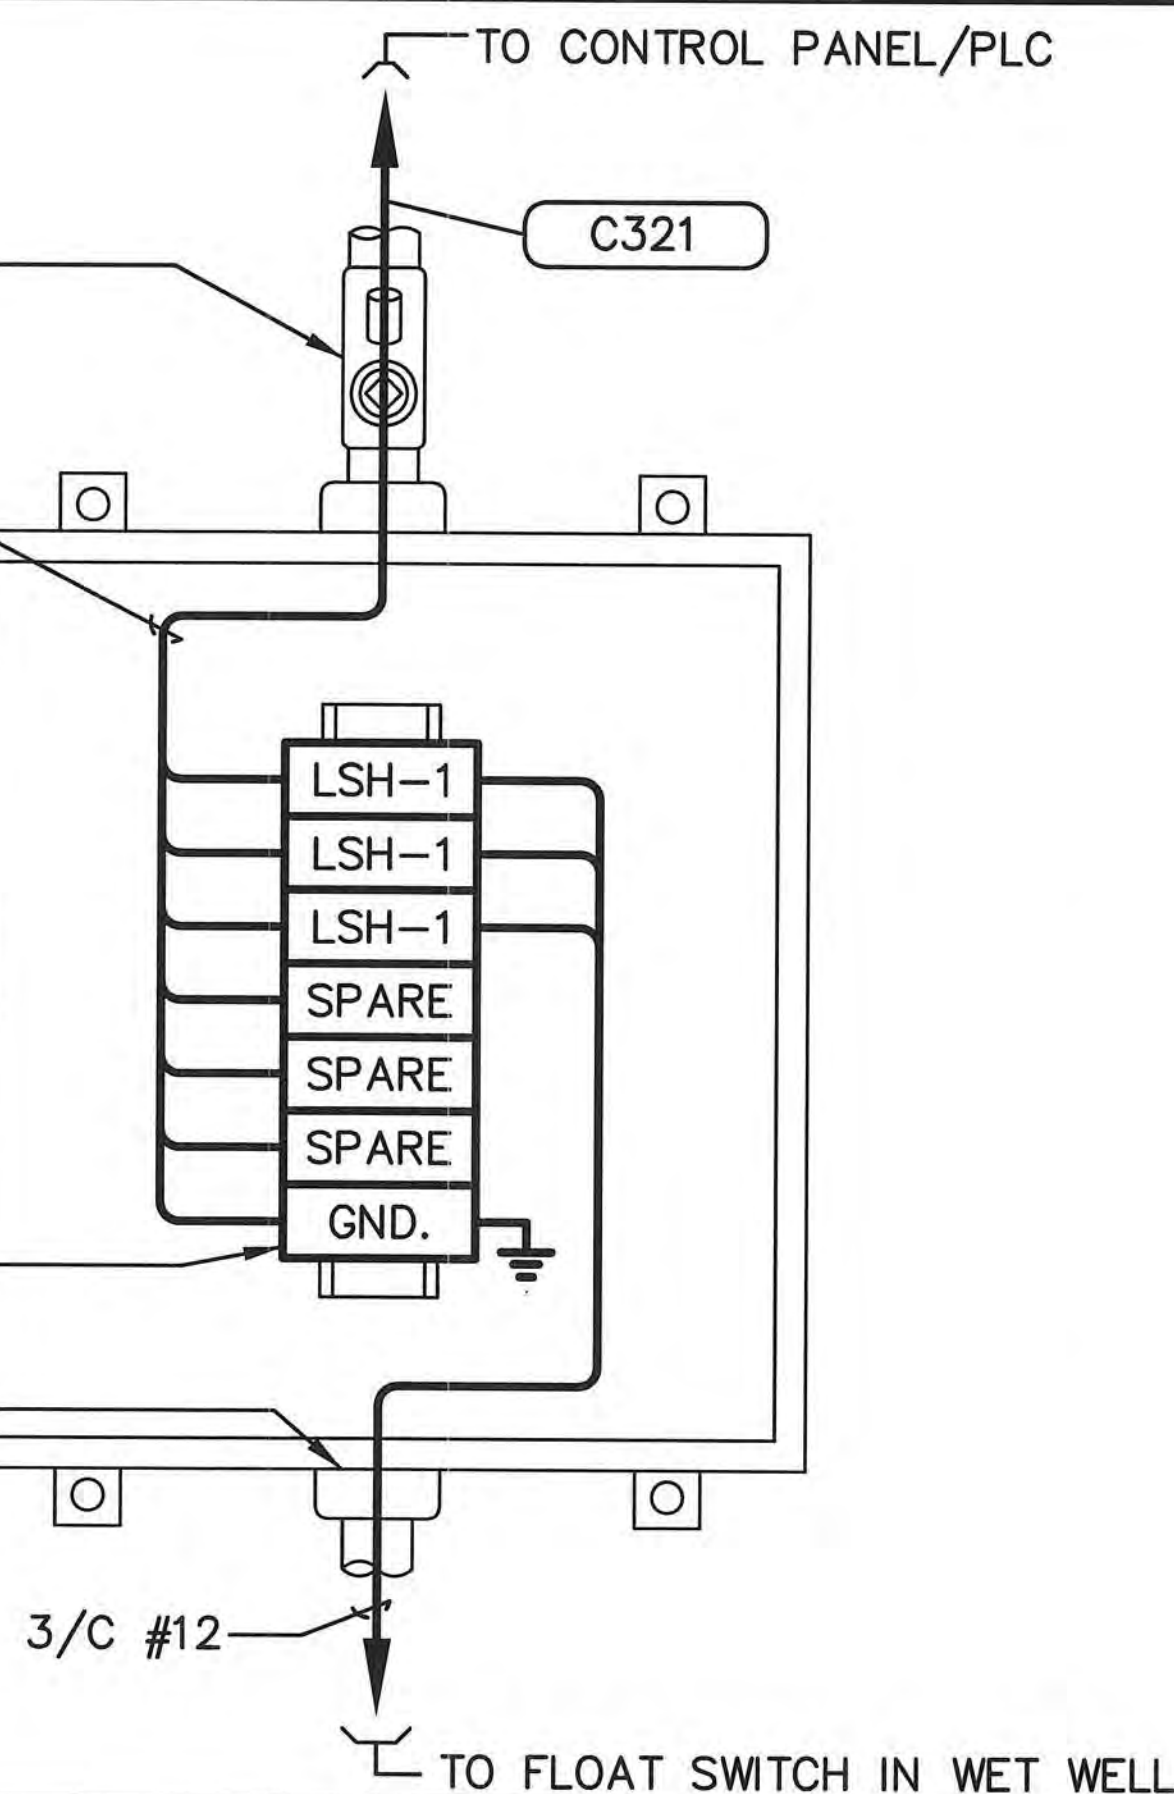 TO CONTROL PANEL/PLC
C321
LSH-1
LSH-1
LSH-1
SPARE
SPARE
SPARE
GND.
3/C #12
TO FLOAT SWITCH IN WET WELL